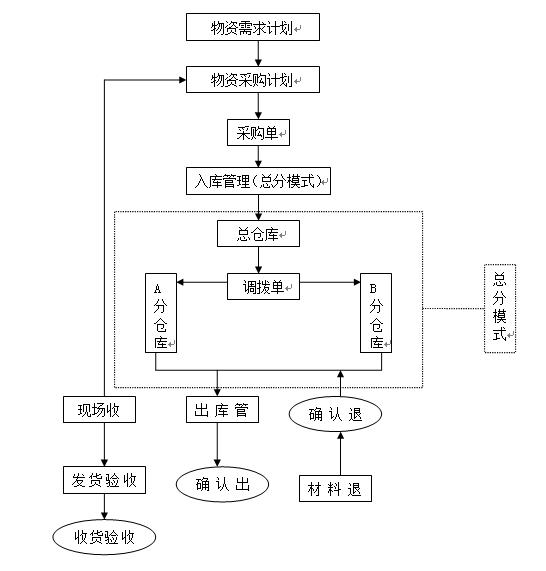 物资需求计划
物资采购计划
采购单
入库管理(总分模式)
总仓库
调拨单
A分仓库
B分仓库
总分模式
现场收
出库管
确认退
发货验收
确认出
材料退
收货验收